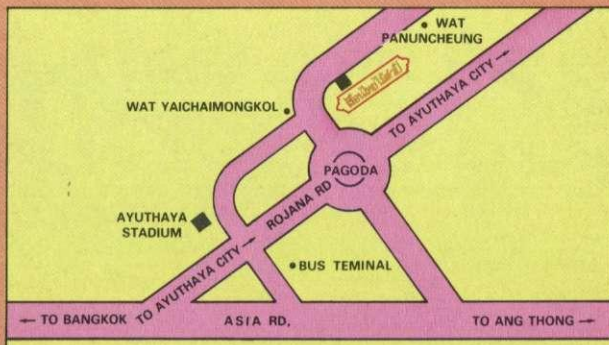 WAT
PANUNCHEUNG
TO AYUTHAYA CITY
WAT YAICHAIMONGKOL
PAGODA
ROJANA RD
AYUTHAYA
STADIUM
TO AYUTHAYA CITY
BUS TEMINAL
TO BANGKOK
ASIA RD,
TO ANG THONG